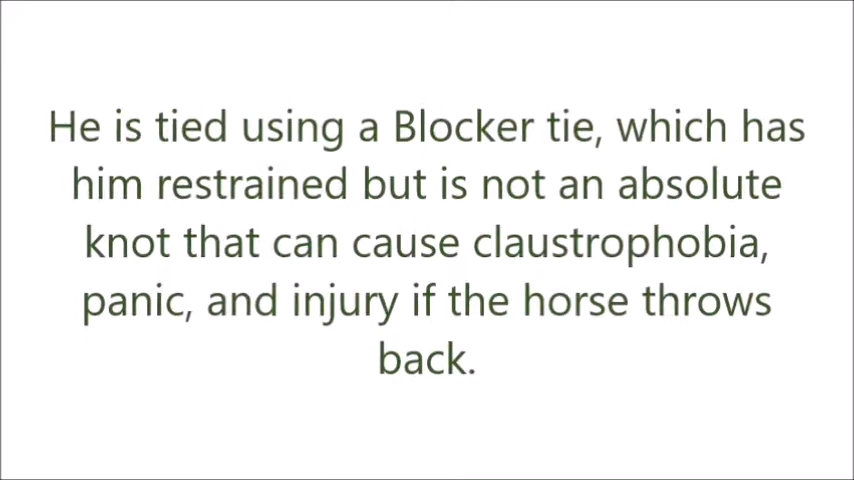 He is tied using a Blocker tie, which has
him restrained but is not an absolute
knot that can cause claustrophobia,
panic, and injury if the horse throws
back.